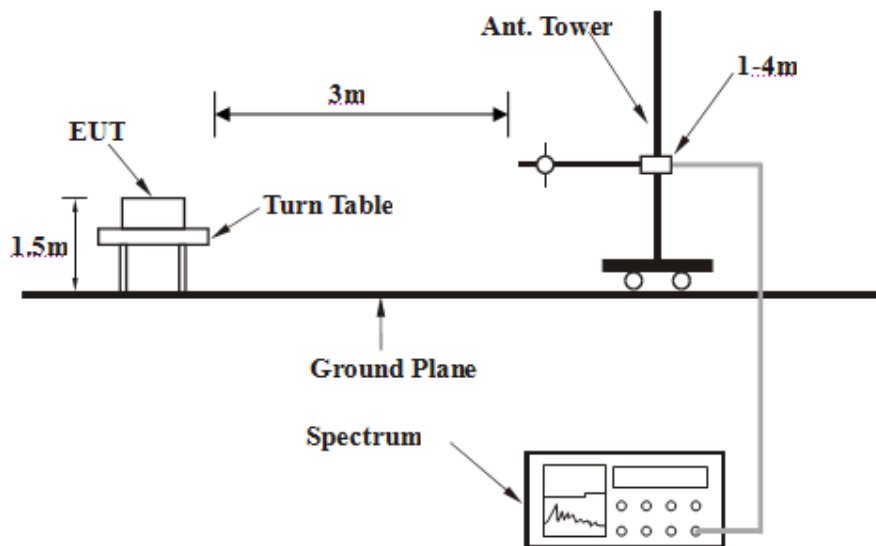 Ant. Tower
1-4m
3m
EUT
Turn Table
1.5m
Ground Plane
Spectrum